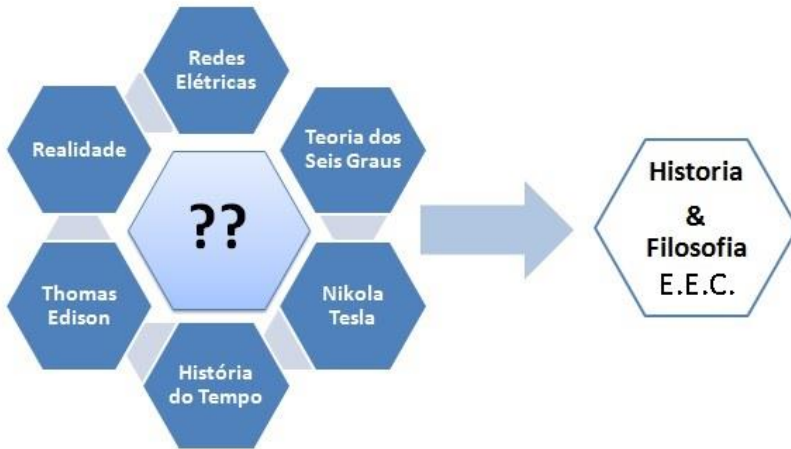 Redes
Elétricas
Teoria dos
Seis Graus
Realidade
??
Thomas
Edison
Nikola
Tesla
História
do Tempo
Historia
&
Filosofia
E.E.C.